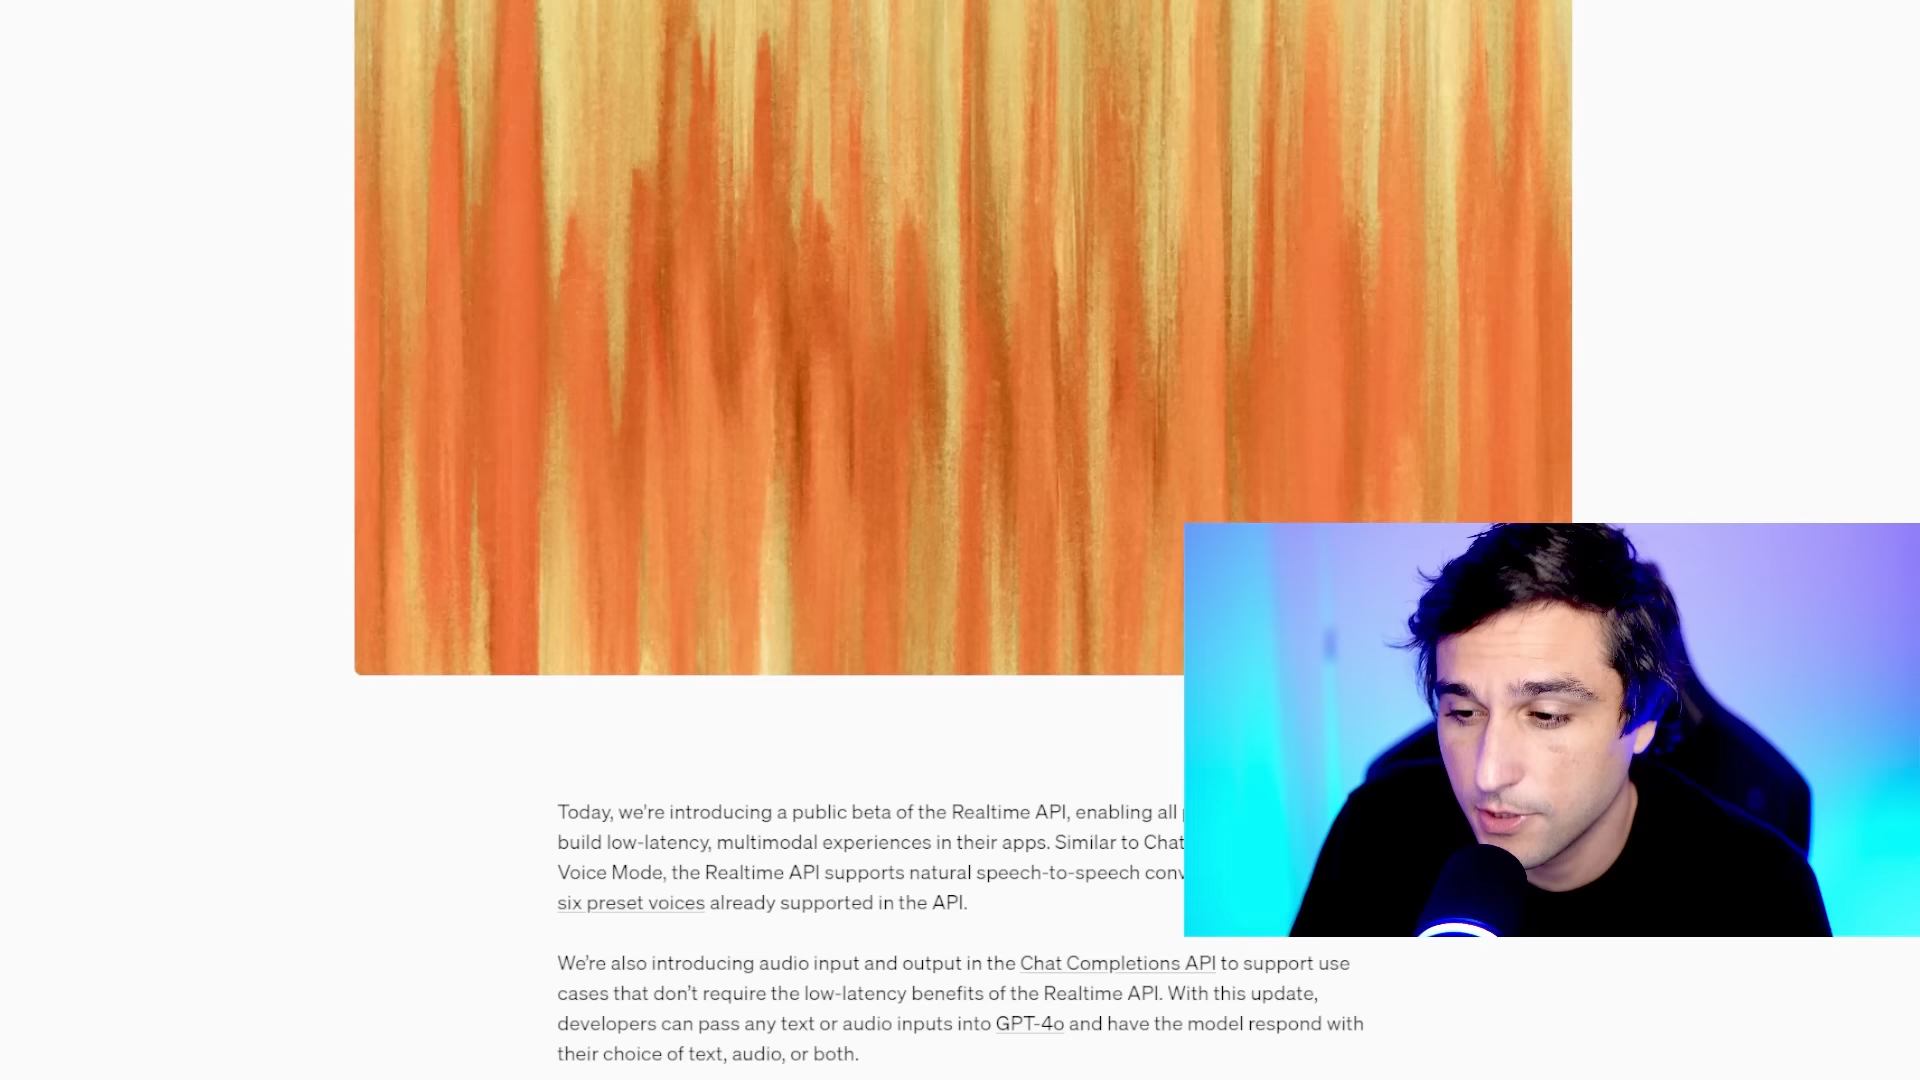 Today, we're introducing a public beta of the Realtime API, enabling all
build low-latency, multimodal experiences in their apps. Similar to Chat
Voice Mode, the Realtime API supports natural speech-to-speech conv
six preset voices already supported in the API.
We’re also introducing audio input and output in the Chat Completions API to support use
cases that don’t require the low-latency benefits of the Realtime API. With this update,
developers can pass any text or audio inputs into GPT-4o and have the model respond with
their choice of text, audio, or both.